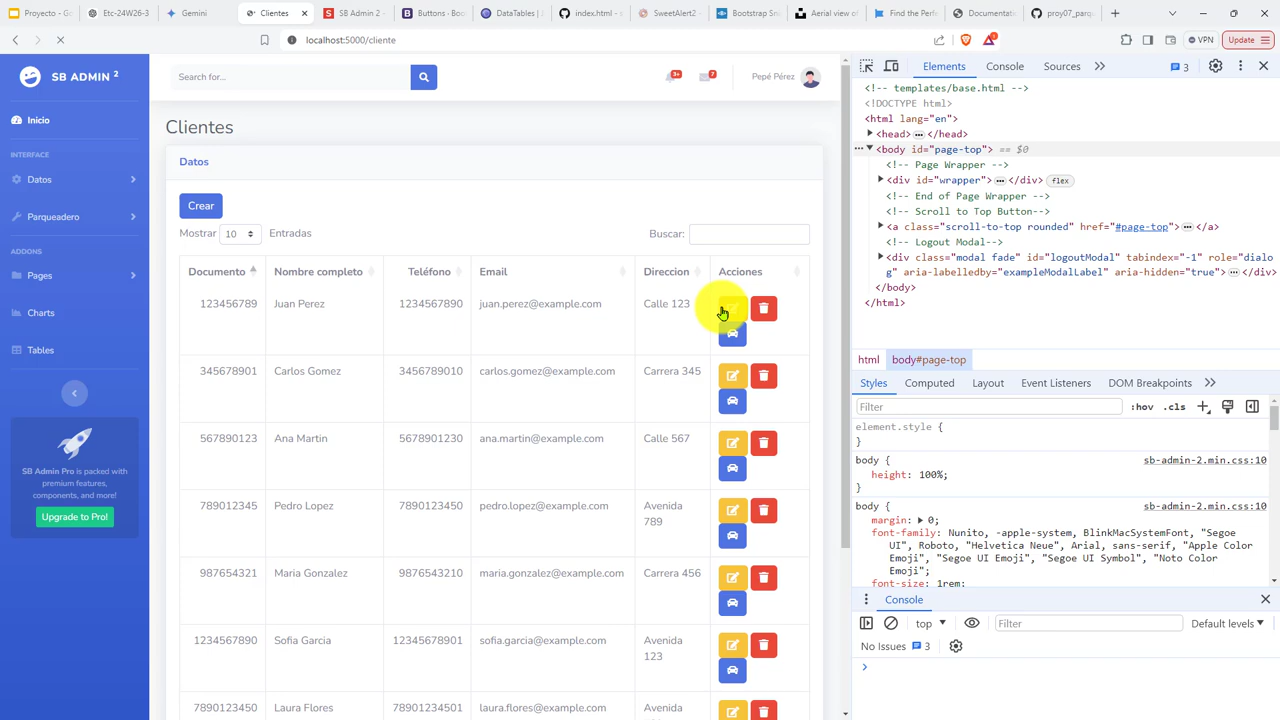 Proyecto - G
Etc-24W26-3
Gemini
Clientes
SB Admin 2 -
Buttons - Boo
DataTables | J
index.html - s
SweetAlert2
Bootstrap Sni
Aerial view of
Find the Perfe
Documentati
proy07_parqu
localhost:5000/cliente
VPN
Update
SB ADMIN 2
Search for...
3+
7
Pepé Pérez
Inicio
INTERFACE
Datos
Parqueadero
ADDONS
Pages
Charts
Tables
SB Admin Pro is packed with
premium features,
components, and more!
Upgrade to Pro!
Clientes
Datos
Crear
Mostrar 10 Entradas
Buscar:
Documento Nombre completo Teléfono Email Direccion Acciones
123456789 Juan Perez 1234567890 juan.perez@example.com Calle 123
345678901 Carlos Gomez 3456789010 carlos.gomez@example.com Carrera 345
567890123 Ana Martin 5678901230 ana.martin@example.com Calle 567
789012345 Pedro Lopez 7890123450 pedro.lopez@example.com Avenida
789
987654321 Maria Gonzalez 9876543210 maria.gonzalez@example.com Carrera 456
1234567890 Sofia Garcia 12345678901 sofia.garcia@example.com Avenida
123
7890123450 Laura Flores 78901234501 laura.flores@example.com
Elements Console Sources
3
<!-- templates/base.html -->
<!DOCTYPE html>
<html lang="en">
<head> </head>
<body id="page-top"> == $0
<!-- Page Wrapper -->
<div id="wrapper"> </div> flex
<!-- End of Page Wrapper -->
<!-- Scroll to Top Button-->
<a class="scroll-to-top rounded" href="#page-top"> </a>
<!-- Logout Modal-->
<div class="modal fade" id="logoutModal" tabindex="-1" role="dialo
g" aria-labelledby="exampleModalLabel" aria-hidden="true"> </div>
</body>
</html>
html body#page-top
Styles Computed Layout Event Listeners DOM Breakpoints
Filter :hov .cls
element.style {
}
body { sb-admin-2.min.css:10
height: 100%;
}
body { sb-admin-2.min.css:10
margin: 0;
font-family: Nunito, -apple-system, BlinkMacSystemFont, "Segoe
UI", Roboto, "Helvetica Neue", Arial, sans-serif, "Apple Color
Emoji", "Segoe UI Emoji", "Segoe UI Symbol", "Noto Color
Emoji";
font-size: 1rem;
Console
top Filter Default levels
No Issues 3